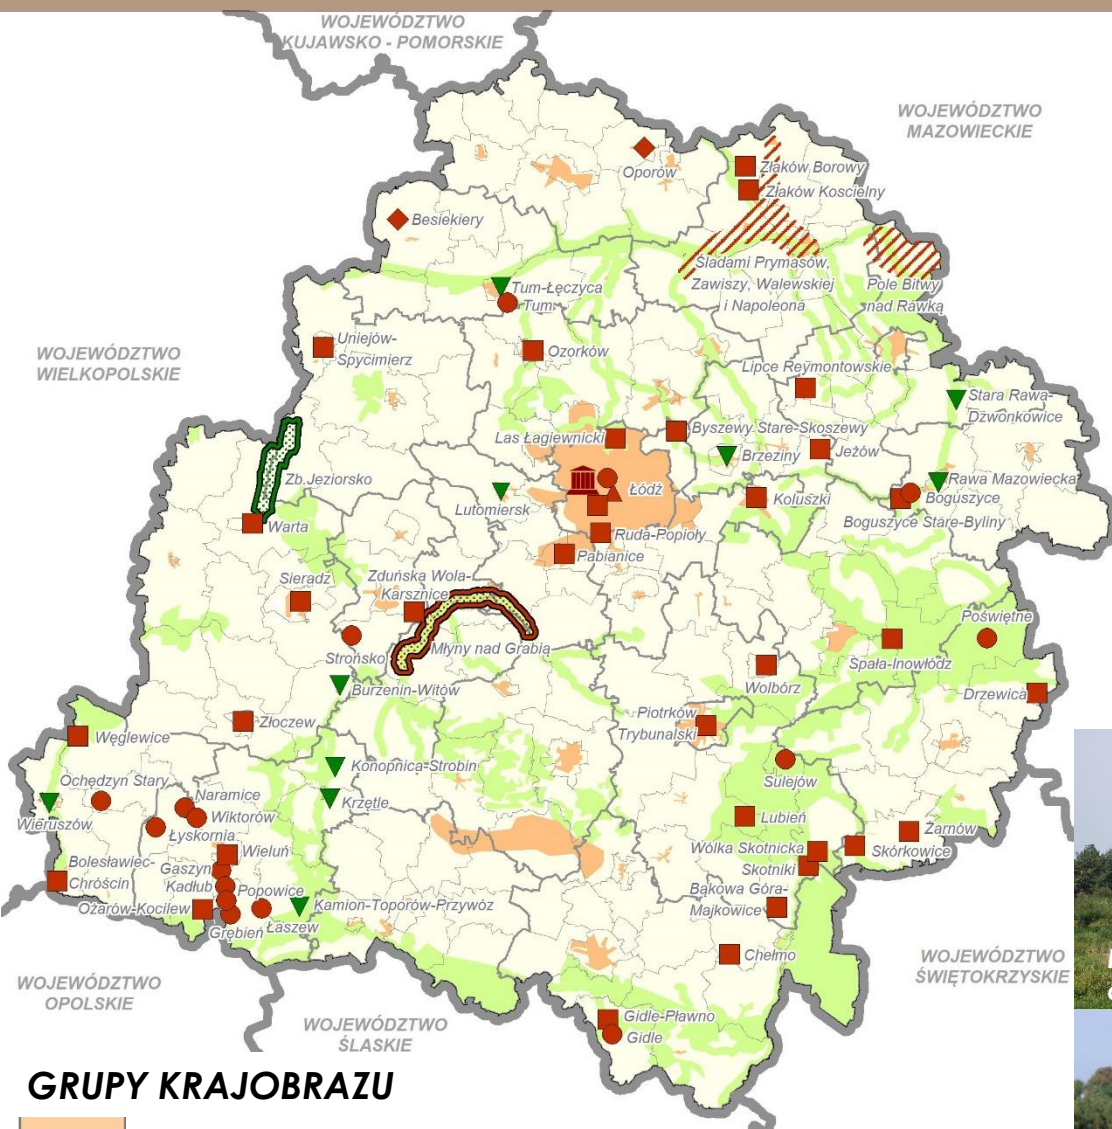 WOJEWÓDZTWO
KUJAWSKO - POMORSKIE
WOJEWÓDZTWO
MAZOWIECKIE
Oporów
Złaków Borowy
Złaków Koscielny
Besiekiery
Śladami Prymasów,
Zawiszy, Walewskiej
i Napoleona
Pole Bitwy
nad Rawką
Tum-Łęczyca
Tum
Uniejów-
Spycimierz
Ozorków
WOJEWÓDZTWO
WIELKOPOLSKIE
Lipce Reymontowskie
Stara Rawa-
Dzwonkowice
Las Łagiewnicki
Byszewy Stare-Skoszewy
Brzeziny
Jeżów
Zb.Jeziorsko
Rawa Mazowiecka
Lutomiersk
Łódź
Koluszki
Boguszyce
Boguszyce Stare-Byliny
Warta
Ruda-Popioły
Pabianice
Sieradz
Zduńska Wola-
Karsznice
Poświętne
Strońsko
Młyny nad Grabią
Spała-Inowłódz
Wolbórz
Burzenin-Witów
Drzewica
Złoczew
Piotrków
Trybunalski
Węglewice
Konopnica-Strobin
Sulejów
Ochędzyn Stary
Naramice
Krzętle
Wieruszów
Wiktorów
Łyskornia
Lubień
Żarnów
Wieluń
Wólka Skotnicka
Skórkowice
Bolesławiec-
Chróścin
Gaszyn
Skotniki
Kadłub
Popowice
Bąkowa Góra-
Majkowice
Ożarów-Kocilew
Kamion-Toporów-Przywóz
Grębień
Łaszew
Chełmo
WOJEWÓDZTWO
ŚWIĘTOKRZYSKIE
WOJEWÓDZTWO
OPOLSKIE
Gidle-Pławno
Gidle
WOJEWÓDZTWO
ŚLASKIE
GRUPY KRAJOBRAZU